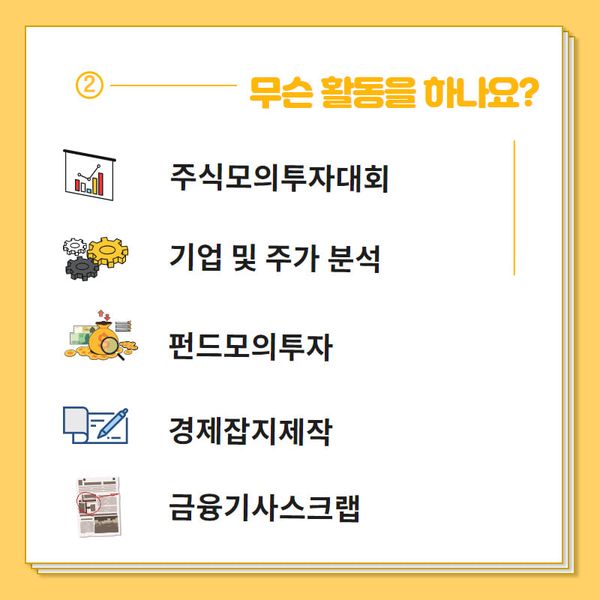 ② 무슨 활동을 하나요?
주식모의투자대회
기업 및 주가 분석
펀드모의투자
경제잡지제작
금융기사스크랩